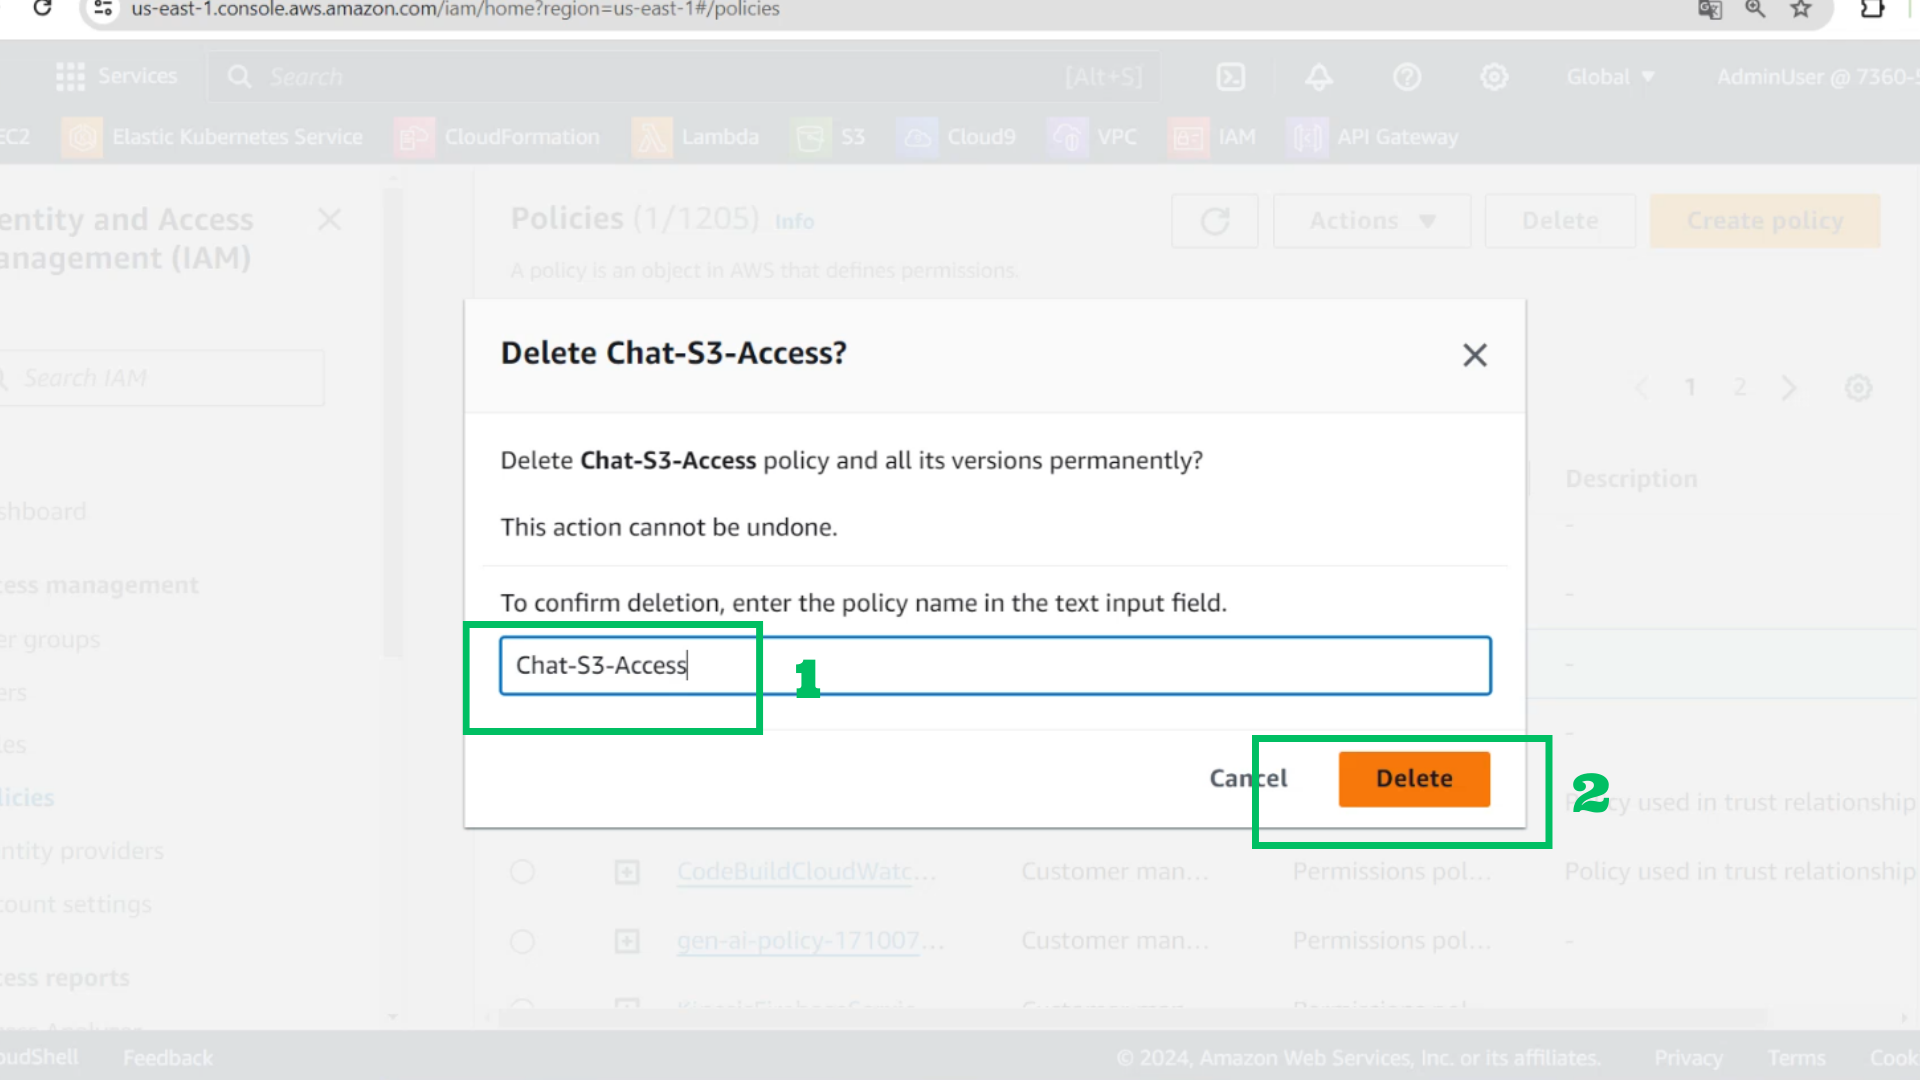 us-east-1.console.aws.amazon.com/iam/home?region=us-east-1#/policies
Services
Search
[Alt+S]
Global
AdminUser @ 7360-5
EC2
Elastic Kubernetes Service
CloudFormation
Lambda
S3
Cloud9
VPC
IAM
API Gateway
entity and Access
anagement (IAM)
Search IAM
shboard
cess management
er groups
ers
les
licies
ntity providers
count settings
cess reports
Policies (1/1205) Info
A policy is an object in AWS that defines permissions.
Actions
Delete
Create policy
1
2
Description
-
-
-
-
Delete Chat-S3-Access?
Delete Chat-S3-Access policy and all its versions permanently?
This action cannot be undone.
To confirm deletion, enter the policy name in the text input field.
Chat-S3-Access
1
Cancel
Delete
2
cy used in trust relationship
CodeBuildCloudWatc...
Customer man...
Permissions pol...
Policy used in trust relationship
gen-ai-policy-171007...
Customer man...
Permissions pol...
-
oudShell
Feedback
© 2024, Amazon Web Services, Inc. or its affiliates.
Privacy
Terms
Cook